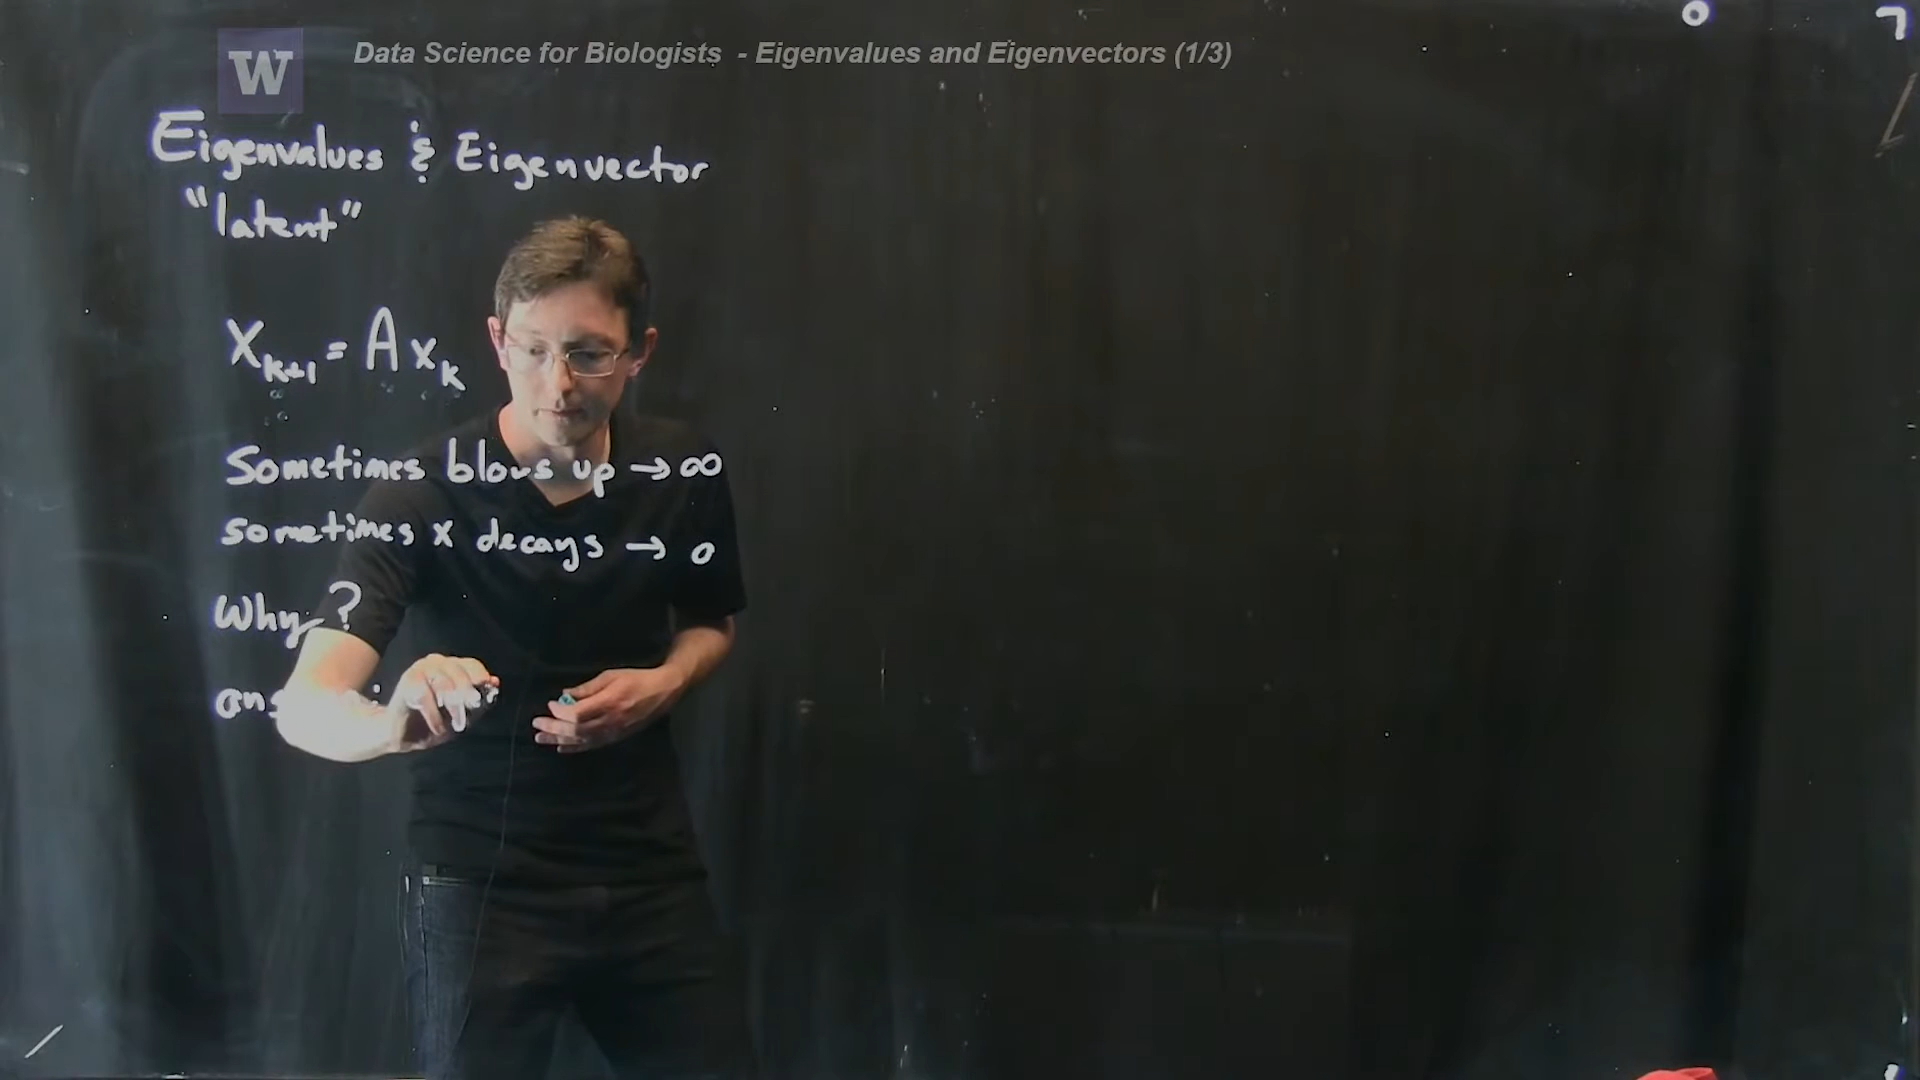 W
Data Science for Biologists - Eigenvalues and Eigenvectors (1/3)
Eigenvalues & Eigenvector
"latent"
X_{k+1} = A x_k
Sometimes blows up → ∞
sometimes x decays → 0
Why?